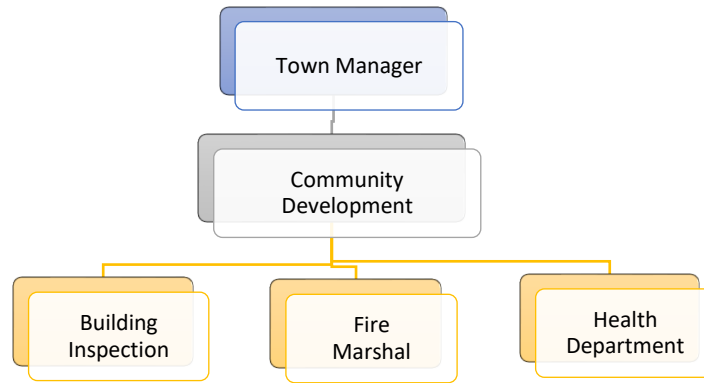 Town Manager
Community
Development
Building
Inspection
Fire
Marshal
Health
Department